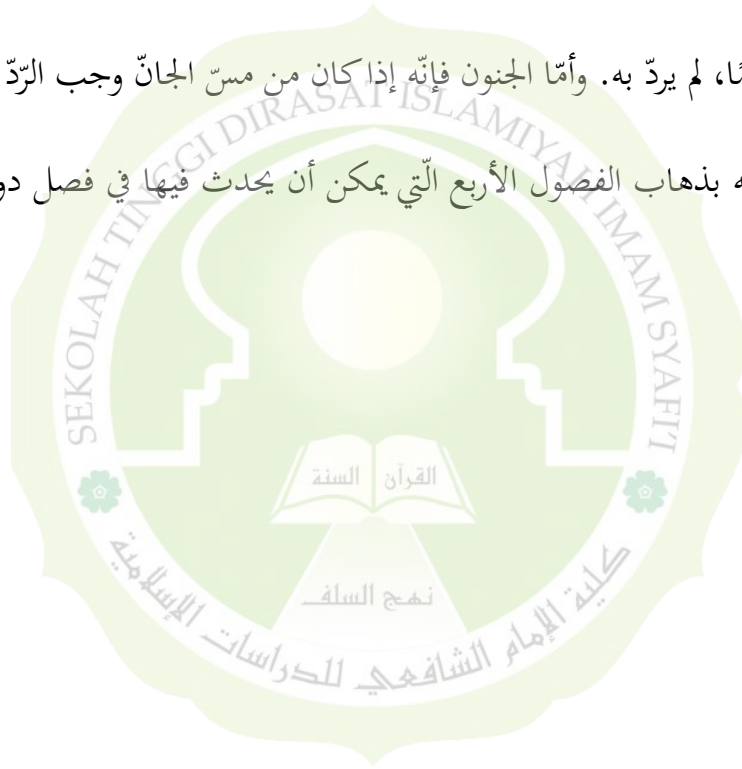 ًا، لم يردّ به. وأمّا الجنون فإنّه إذا كان من مسّ الجانّ وجب الرّدّ
ه بذهاب الفصول الأربع الّتي يمكن أن يحدث فيها في فصل دو
SEKOLAH TINGGI DIRASAT ISLAMIYAH IMAM SYAFI'I
القرآن السنة
نهج السلف
كلية الإمام الشافعي للدراسات الإسلامية